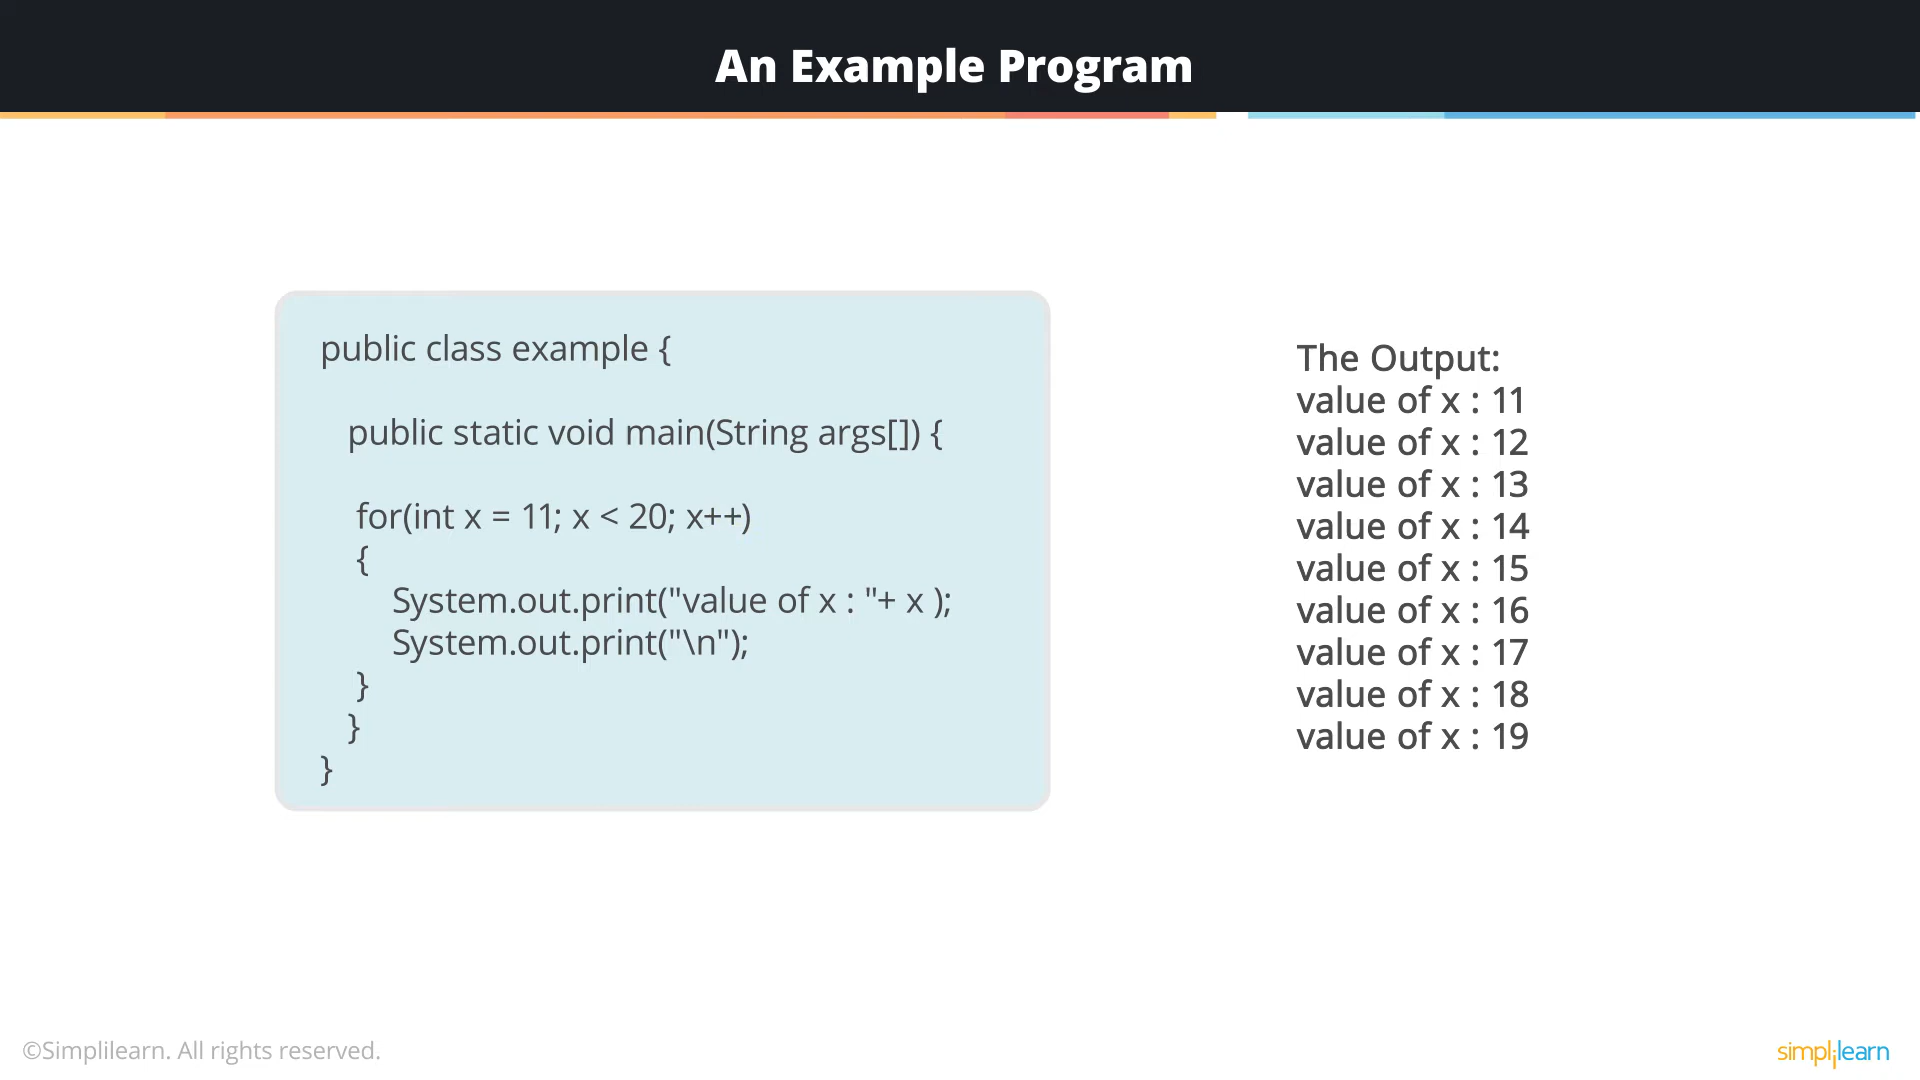 An Example Program
public class example {
public static void main(String args[]) {
for(int x = 11; x < 20; x++)
{
System.out.print("value of x : "+ x );
System.out.print("\n");
}
}
}
The Output:
value of x : 11
value of x : 12
value of x : 13
value of x : 14
value of x : 15
value of x : 16
value of x : 17
value of x : 18
value of x : 19
©Simplilearn. All rights reserved.
simplilearn